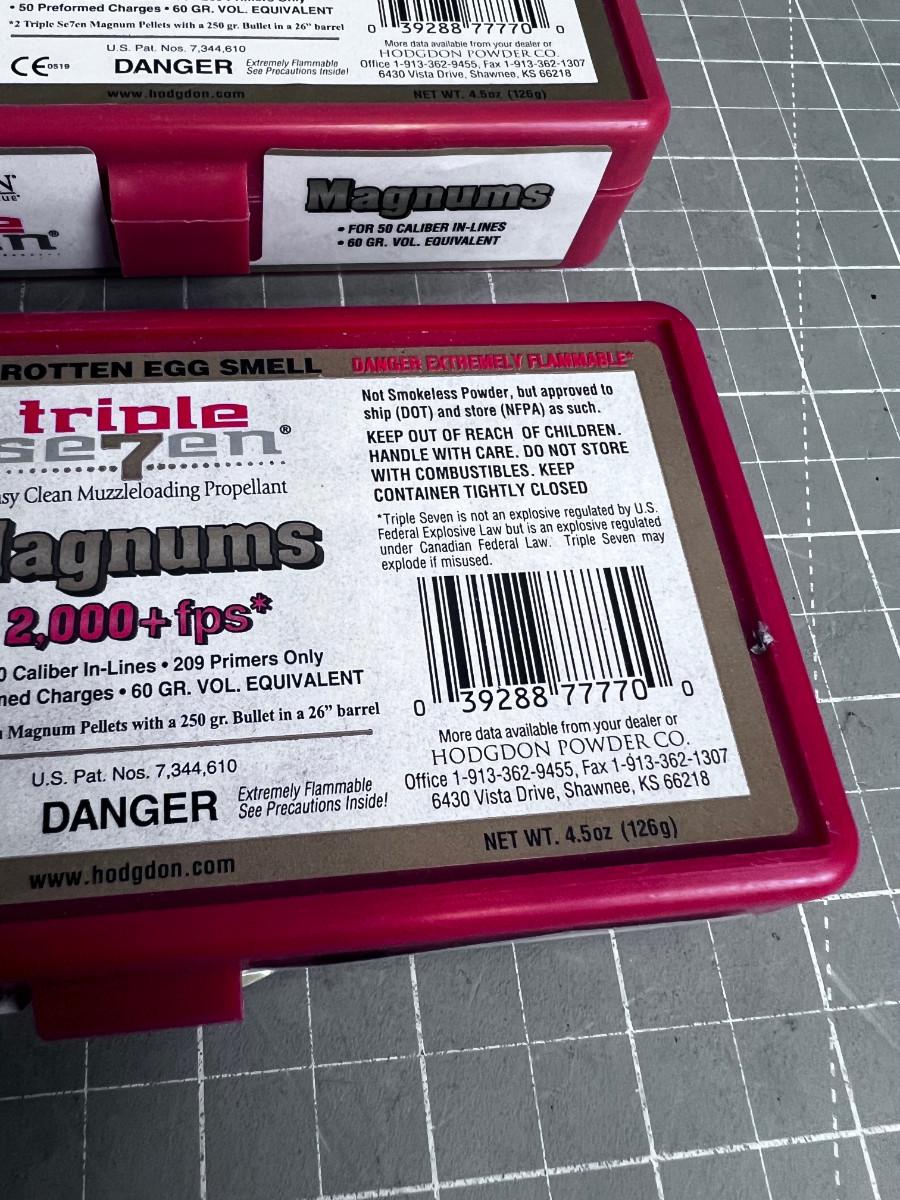 • 50 Preformed Charges • 60 GR. VOL. EQUIVALENT
*2 Triple Se7en Magnum Pellets with a 250 gr. Bullet in a 26" barrel
U.S. Pat. Nos. 7,344,610
CE0519 DANGER Extremely Flammable
See Precautions Inside!
www.hodgdon.com
0 39288 77770 0
More data available from your dealer or
HODGDON POWDER CO.
Office 1-913-362-9455, Fax 1-913-362-1307
6430 Vista Drive, Shawnee, KS 66218
NET WT. 4.5oz (126g)
Magnums
• FOR 50 CALIBER IN-LINES
• 60 GR. VOL. EQUIVALENT
ROTTEN EGG SMELL
triple
se7en®
sy Clean Muzzleloading Propellant
agnums
2,000+ fps*
0 Caliber In-Lines • 209 Primers Only
ned Charges • 60 GR. VOL. EQUIVALENT
Magnum Pellets with a 250 gr. Bullet in a 26" barrel
U.S. Pat. Nos. 7,344,610
DANGER Extremely Flammable
See Precautions Inside!
www.hodgdon.com
DANGER EXTREMELY FLAMMABLE*
Not Smokeless Powder, but approved to
ship (DOT) and store (NFPA) as such.
KEEP OUT OF REACH OF CHILDREN.
HANDLE WITH CARE. DO NOT STORE
WITH COMBUSTIBLES. KEEP
CONTAINER TIGHTLY CLOSED
*Triple Seven is not an explosive regulated by U.S.
Federal Explosive Law but is an explosive regulated
under Canadian Federal Law. Triple Seven may
explode if misused.
0 39288 77770 0
More data available from your dealer or
HODGDON POWDER CO.
Office 1-913-362-9455, Fax 1-913-362-1307
6430 Vista Drive, Shawnee, KS 66218
NET WT. 4.5oz (126g)